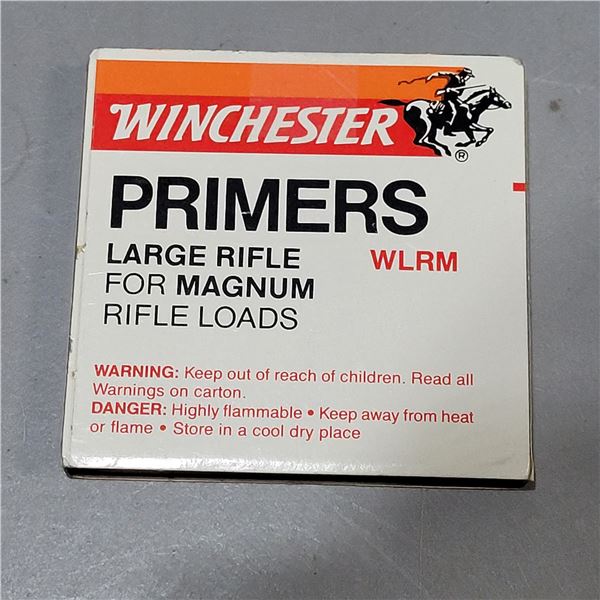 WINCHESTER
®
PRIMERS
LARGE RIFLE WLRM
FOR MAGNUM
RIFLE LOADS
WARNING: Keep out of reach of children. Read all
Warnings on carton.
DANGER: Highly flammable • Keep away from heat
or flame • Store in a cool dry place